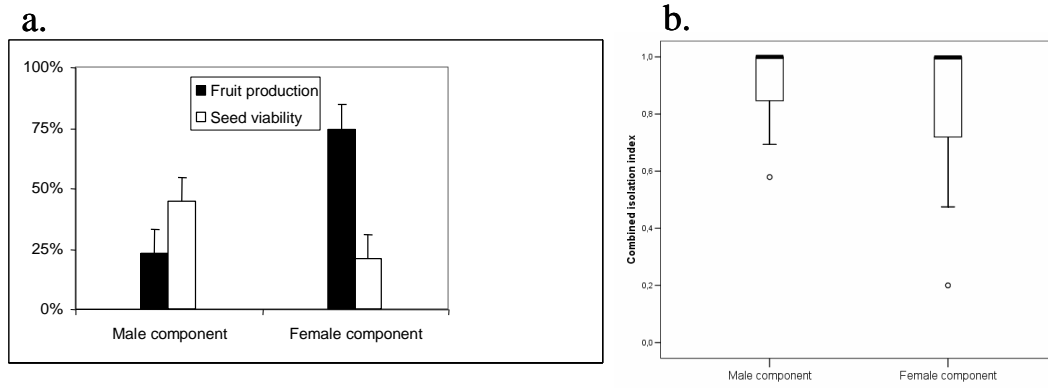 a.
100%
75%
50%
25%
0%
Fruit production
Seed viability
Male component
Female component
b.
Combined isolation index
1,0
0,8
0,6
0,4
0,2
0,0
Male component
Female component